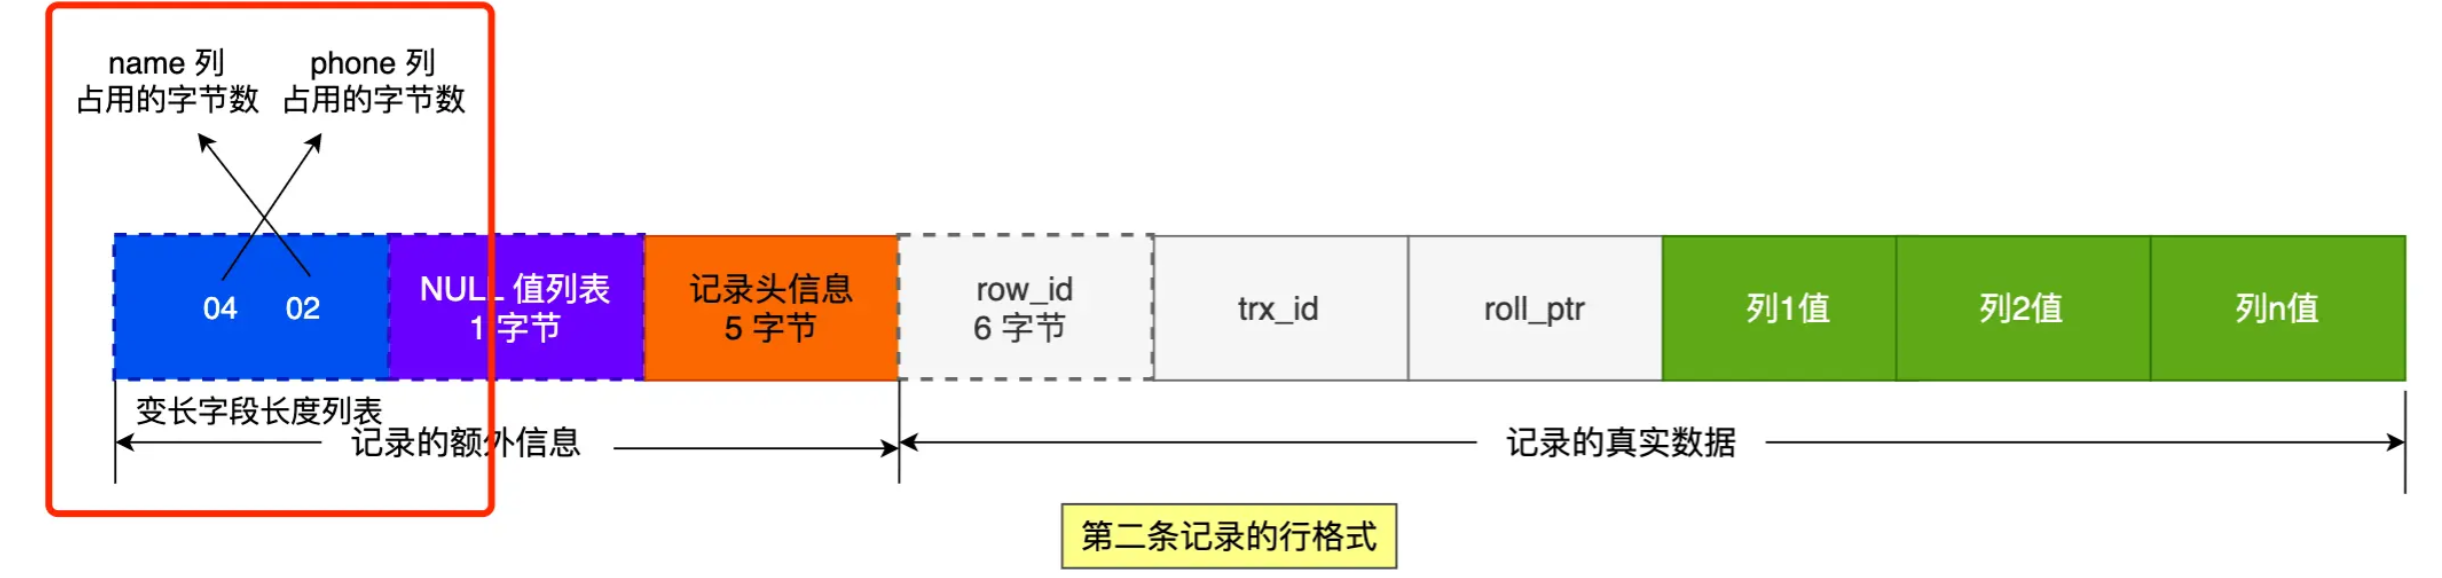 name 列
占用的字节数
phone 列
占用的字节数
04
02
NULL 值列表
1 字节
记录头信息
5 字节
row_id
6 字节
trx_id
roll_ptr
列1值
列2值
列n值
变长字段长度列表
记录的额外信息
记录的真实数据
第二条记录的行格式